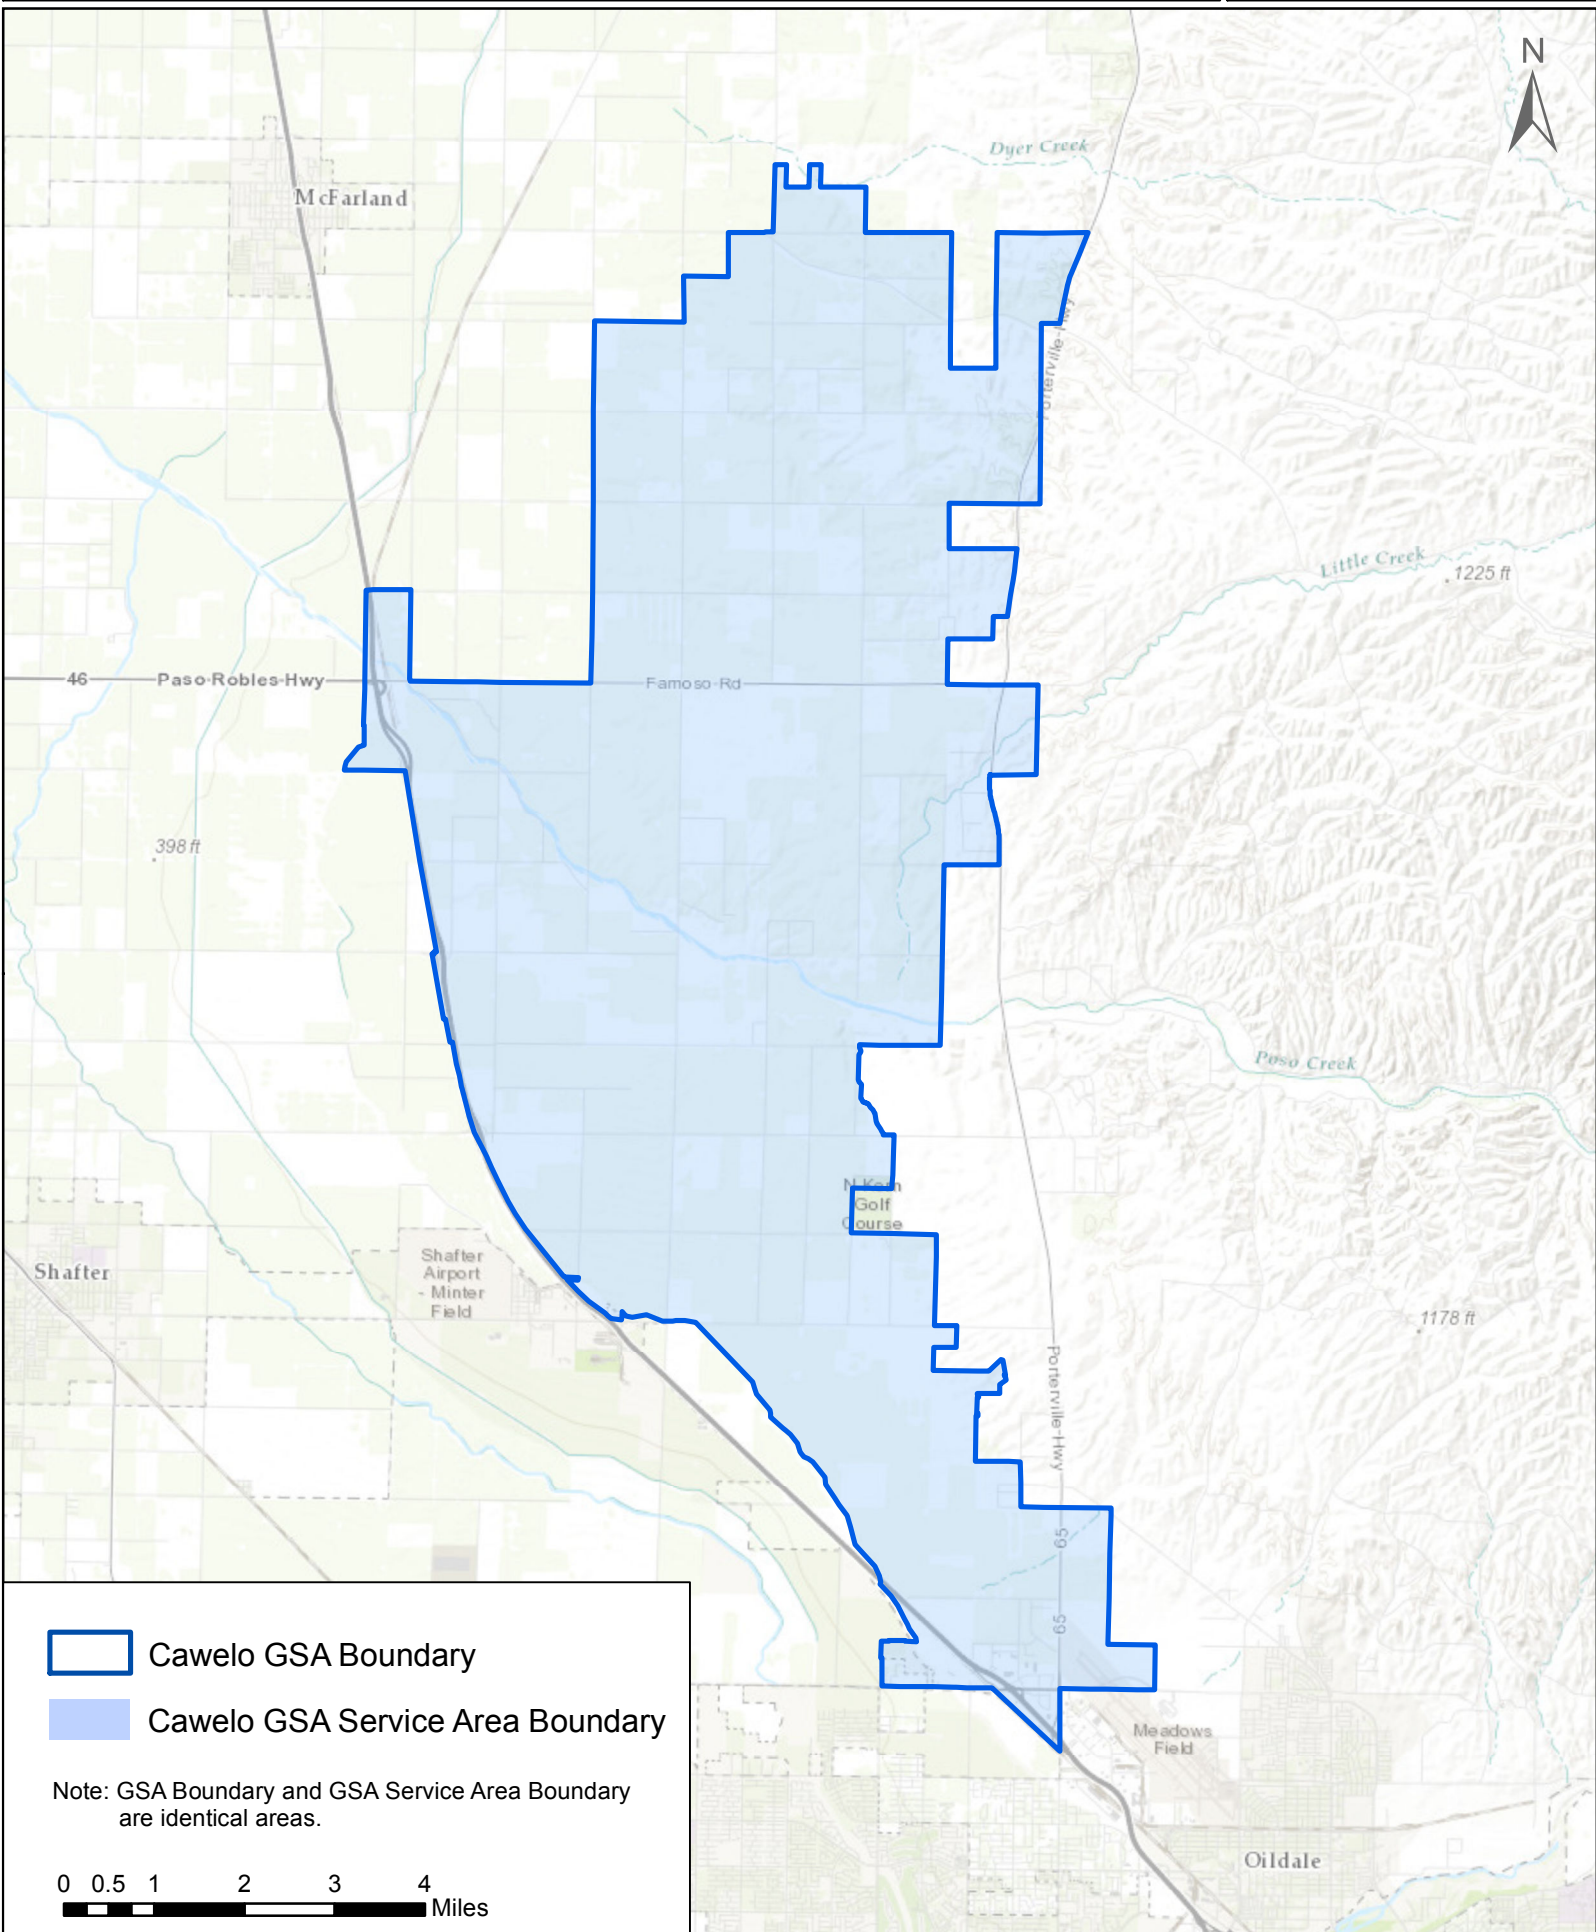 N
Dyer Creek
McFarland
Porterville-Hwy
Little Creek
1225 ft
46
Paso-Robles-Hwy
Famoso-Rd
398 ft
Poso Creek
N Kern
Golf
Course
Shafter
Shafter
Airport
- Minter
Field
1178 ft
Porterville-Hwy
65
65
Meadows
Field
Oildale
Cawelo GSA Boundary
Cawelo GSA Service Area Boundary
Note: GSA Boundary and GSA Service Area Boundary
are identical areas.
0 0.5 1 2 3 4
Miles